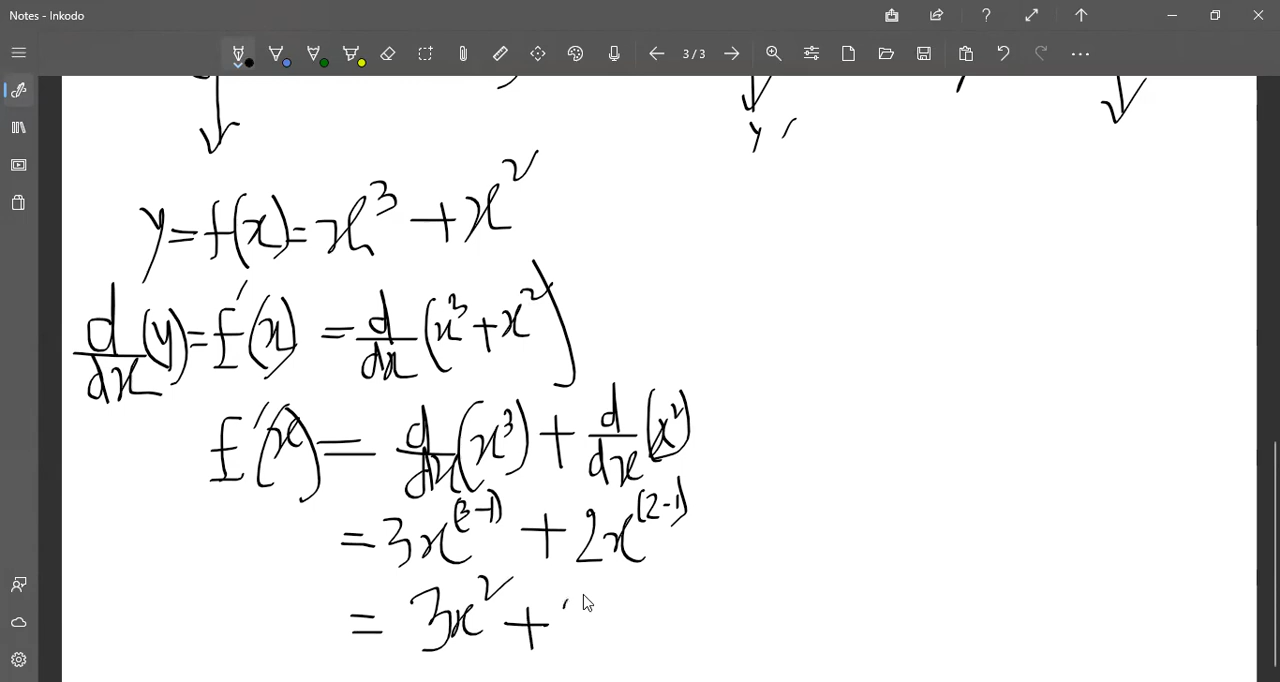 Notes - Inkodo
3/3
y
y = f(x) = x³ + x²
d/dx (y) = f'(x) = d/dx (x³ + x²)
f'(x) = d/dx (x³) + d/dx (x²)
= 3x^(3-1) + 2x^(2-1)
= 3x² +